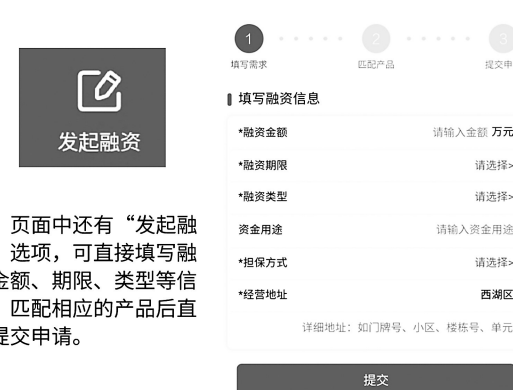 发起融资
页面中还有“发起融
选项，可直接填写融
金额、期限、类型等信
匹配相应的产品后直
提交申请。
1
2
3
填写需求
匹配产品
提交申
填写融资信息
*融资金额
请输入金额 万元
*融资期限
请选择>
*融资类型
请选择>
资金用途
请输入资金用途
*担保方式
请选择>
*经营地址
西湖区
详细地址：如门牌号、小区、楼栋号、单元
提交